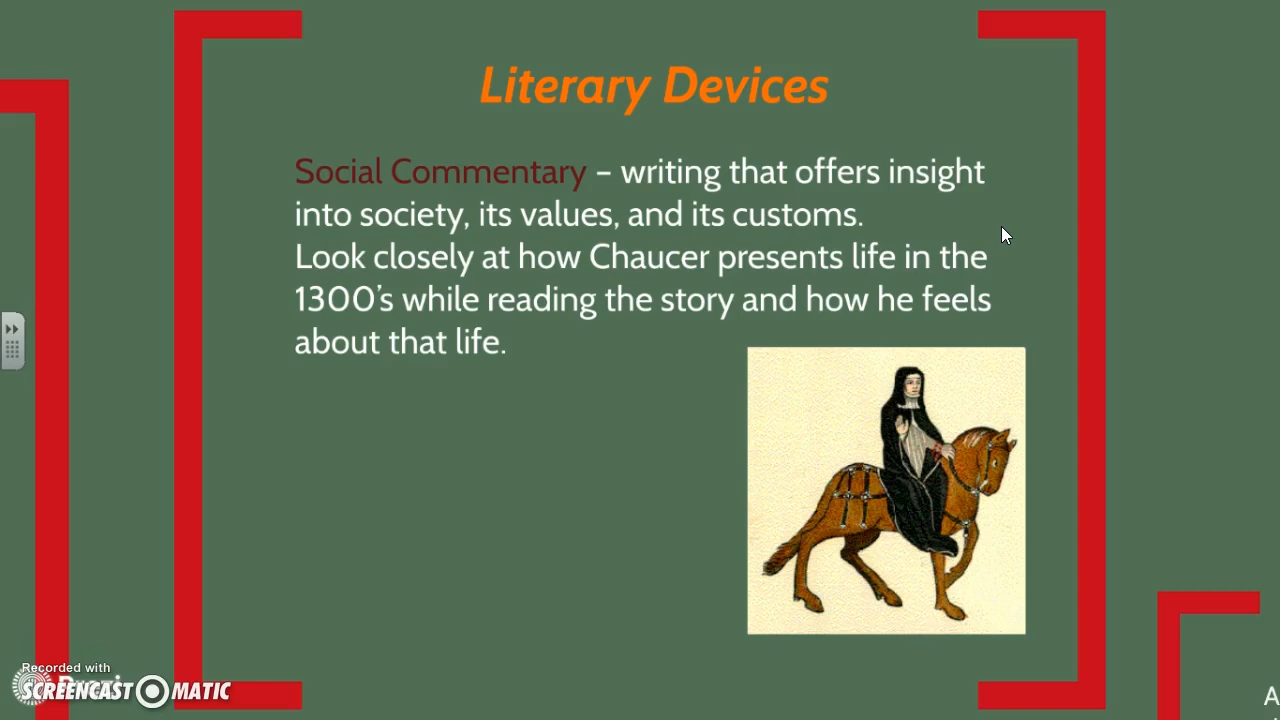 Literary Devices
Social Commentary – writing that offers insight
into society, its values, and its customs.
Look closely at how Chaucer presents life in the
1300's while reading the story and how he feels
about that life.
Recorded with
SCREENCAST MATIC
A